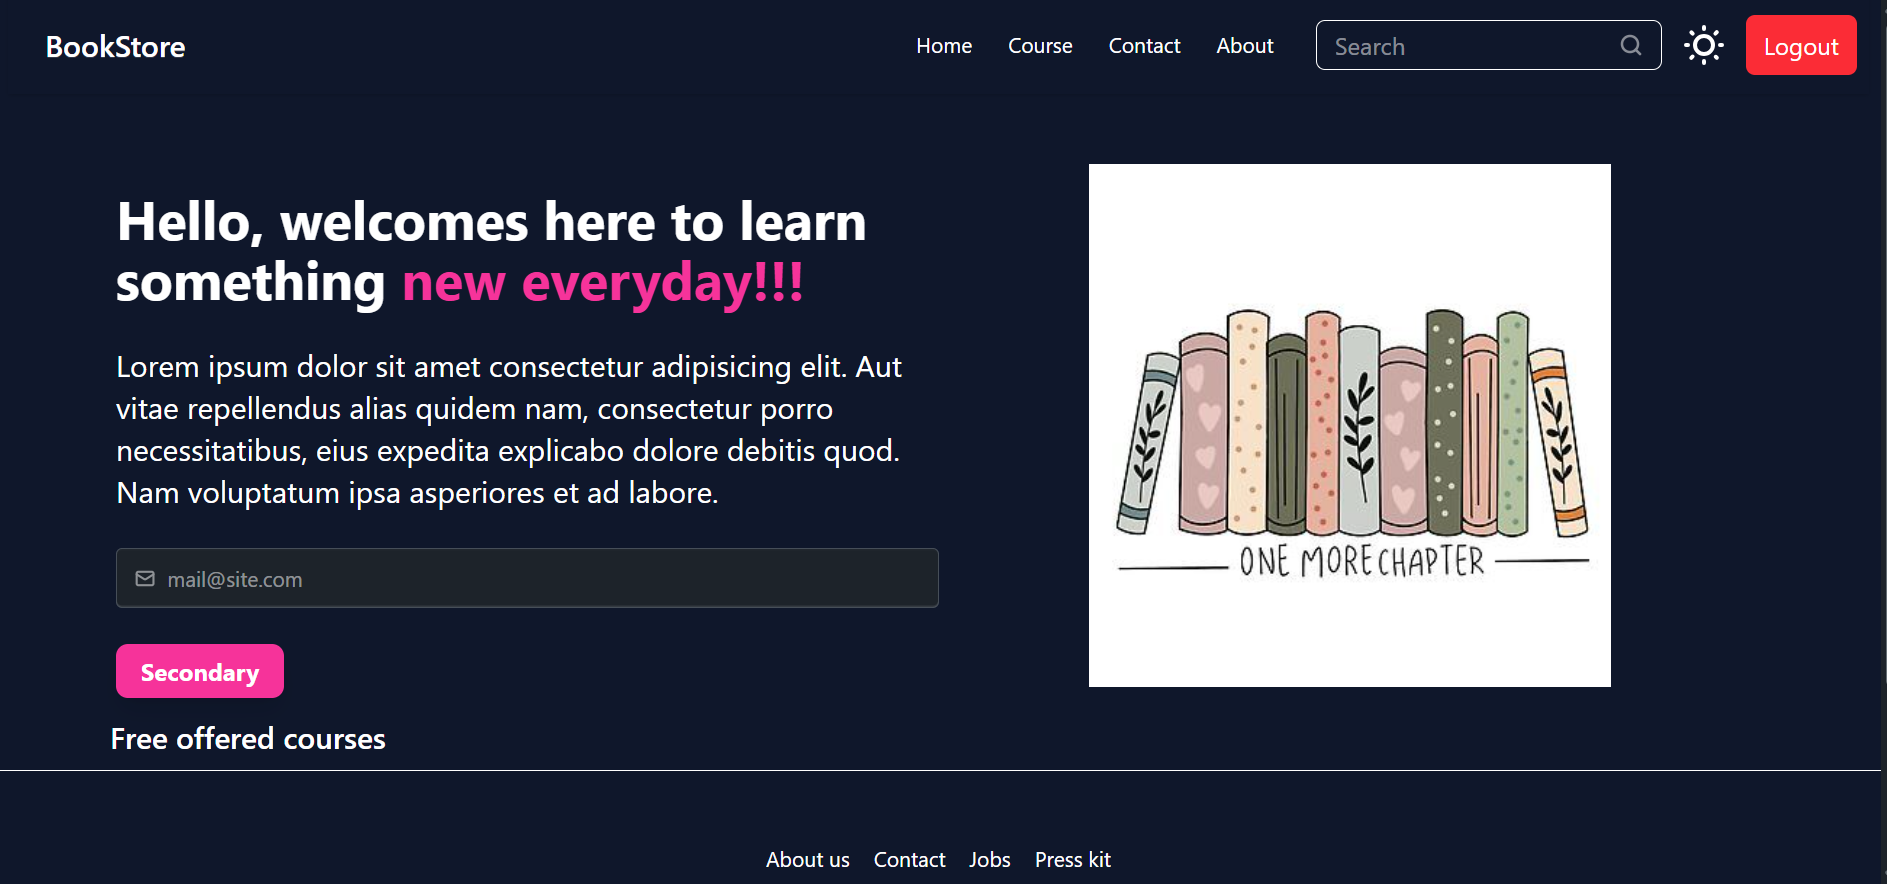 BookStore
Home Course Contact About Search Logout
Hello, welcomes here to learn
something new everyday!!!
Lorem ipsum dolor sit amet consectetur adipisicing elit. Aut
vitae repellendus alias quidem nam, consectetur porro
necessitatibus, eius expedita explicabo dolore debitis quod.
Nam voluptatum ipsa asperiores et ad labore.
mail@site.com
Secondary
ONE MORE CHAPTER
Free offered courses
About us Contact Jobs Press kit